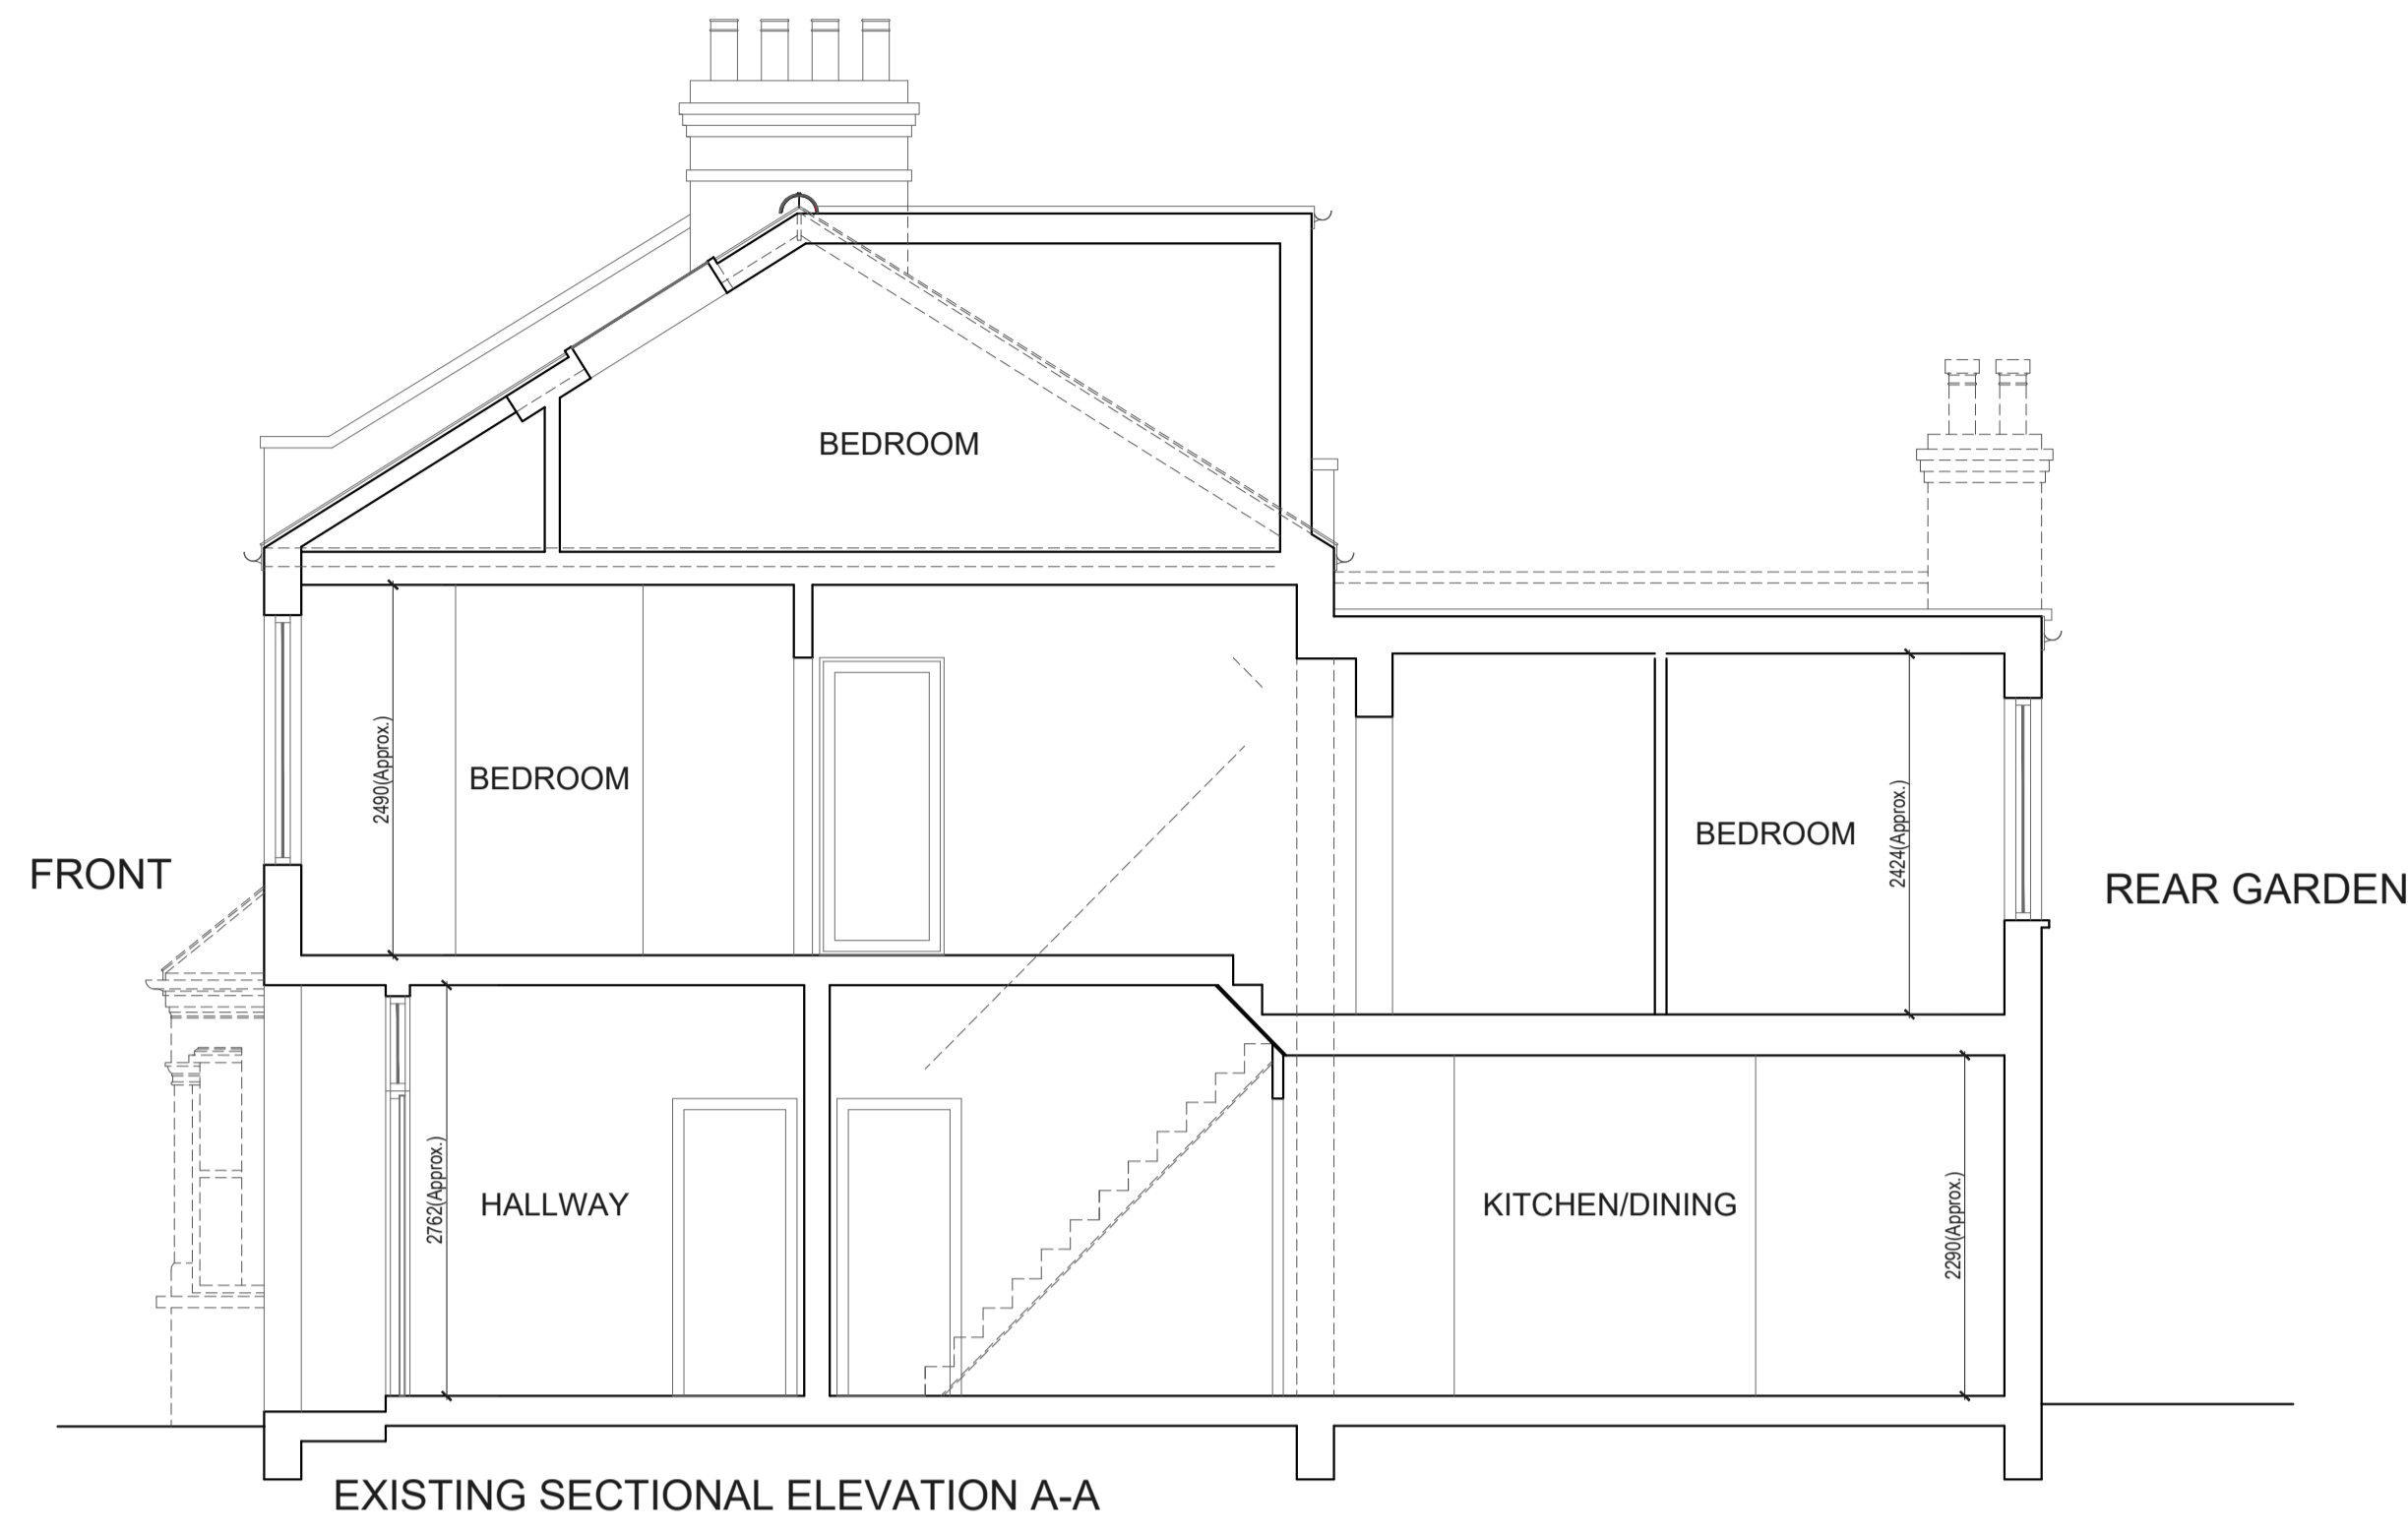 BEDROOM
2490(Approx.)
BEDROOM
BEDROOM
2424(Approx.)
FRONT
REAR GARDEN
2762(Approx.)
HALLWAY
KITCHEN/DINING
2290(Approx.)
EXISTING SECTIONAL ELEVATION A-A